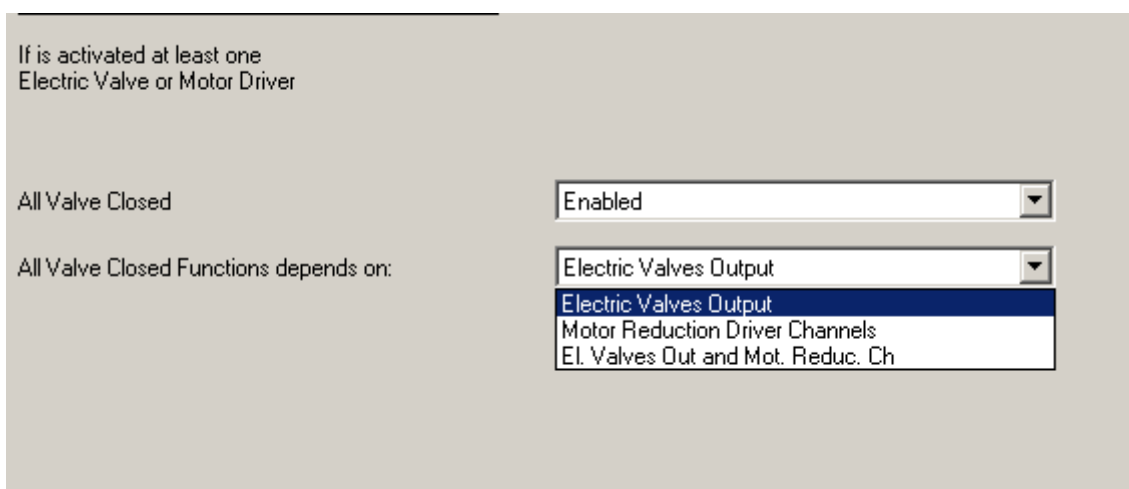 If is activated at least one
Electric Valve or Motor Driver
All Valve Closed
Enabled
All Valve Closed Functions depends on:
Electric Valves Output
Electric Valves Output
Motor Reduction Driver Channels
El. Valves Out and Mot. Reduc. Ch